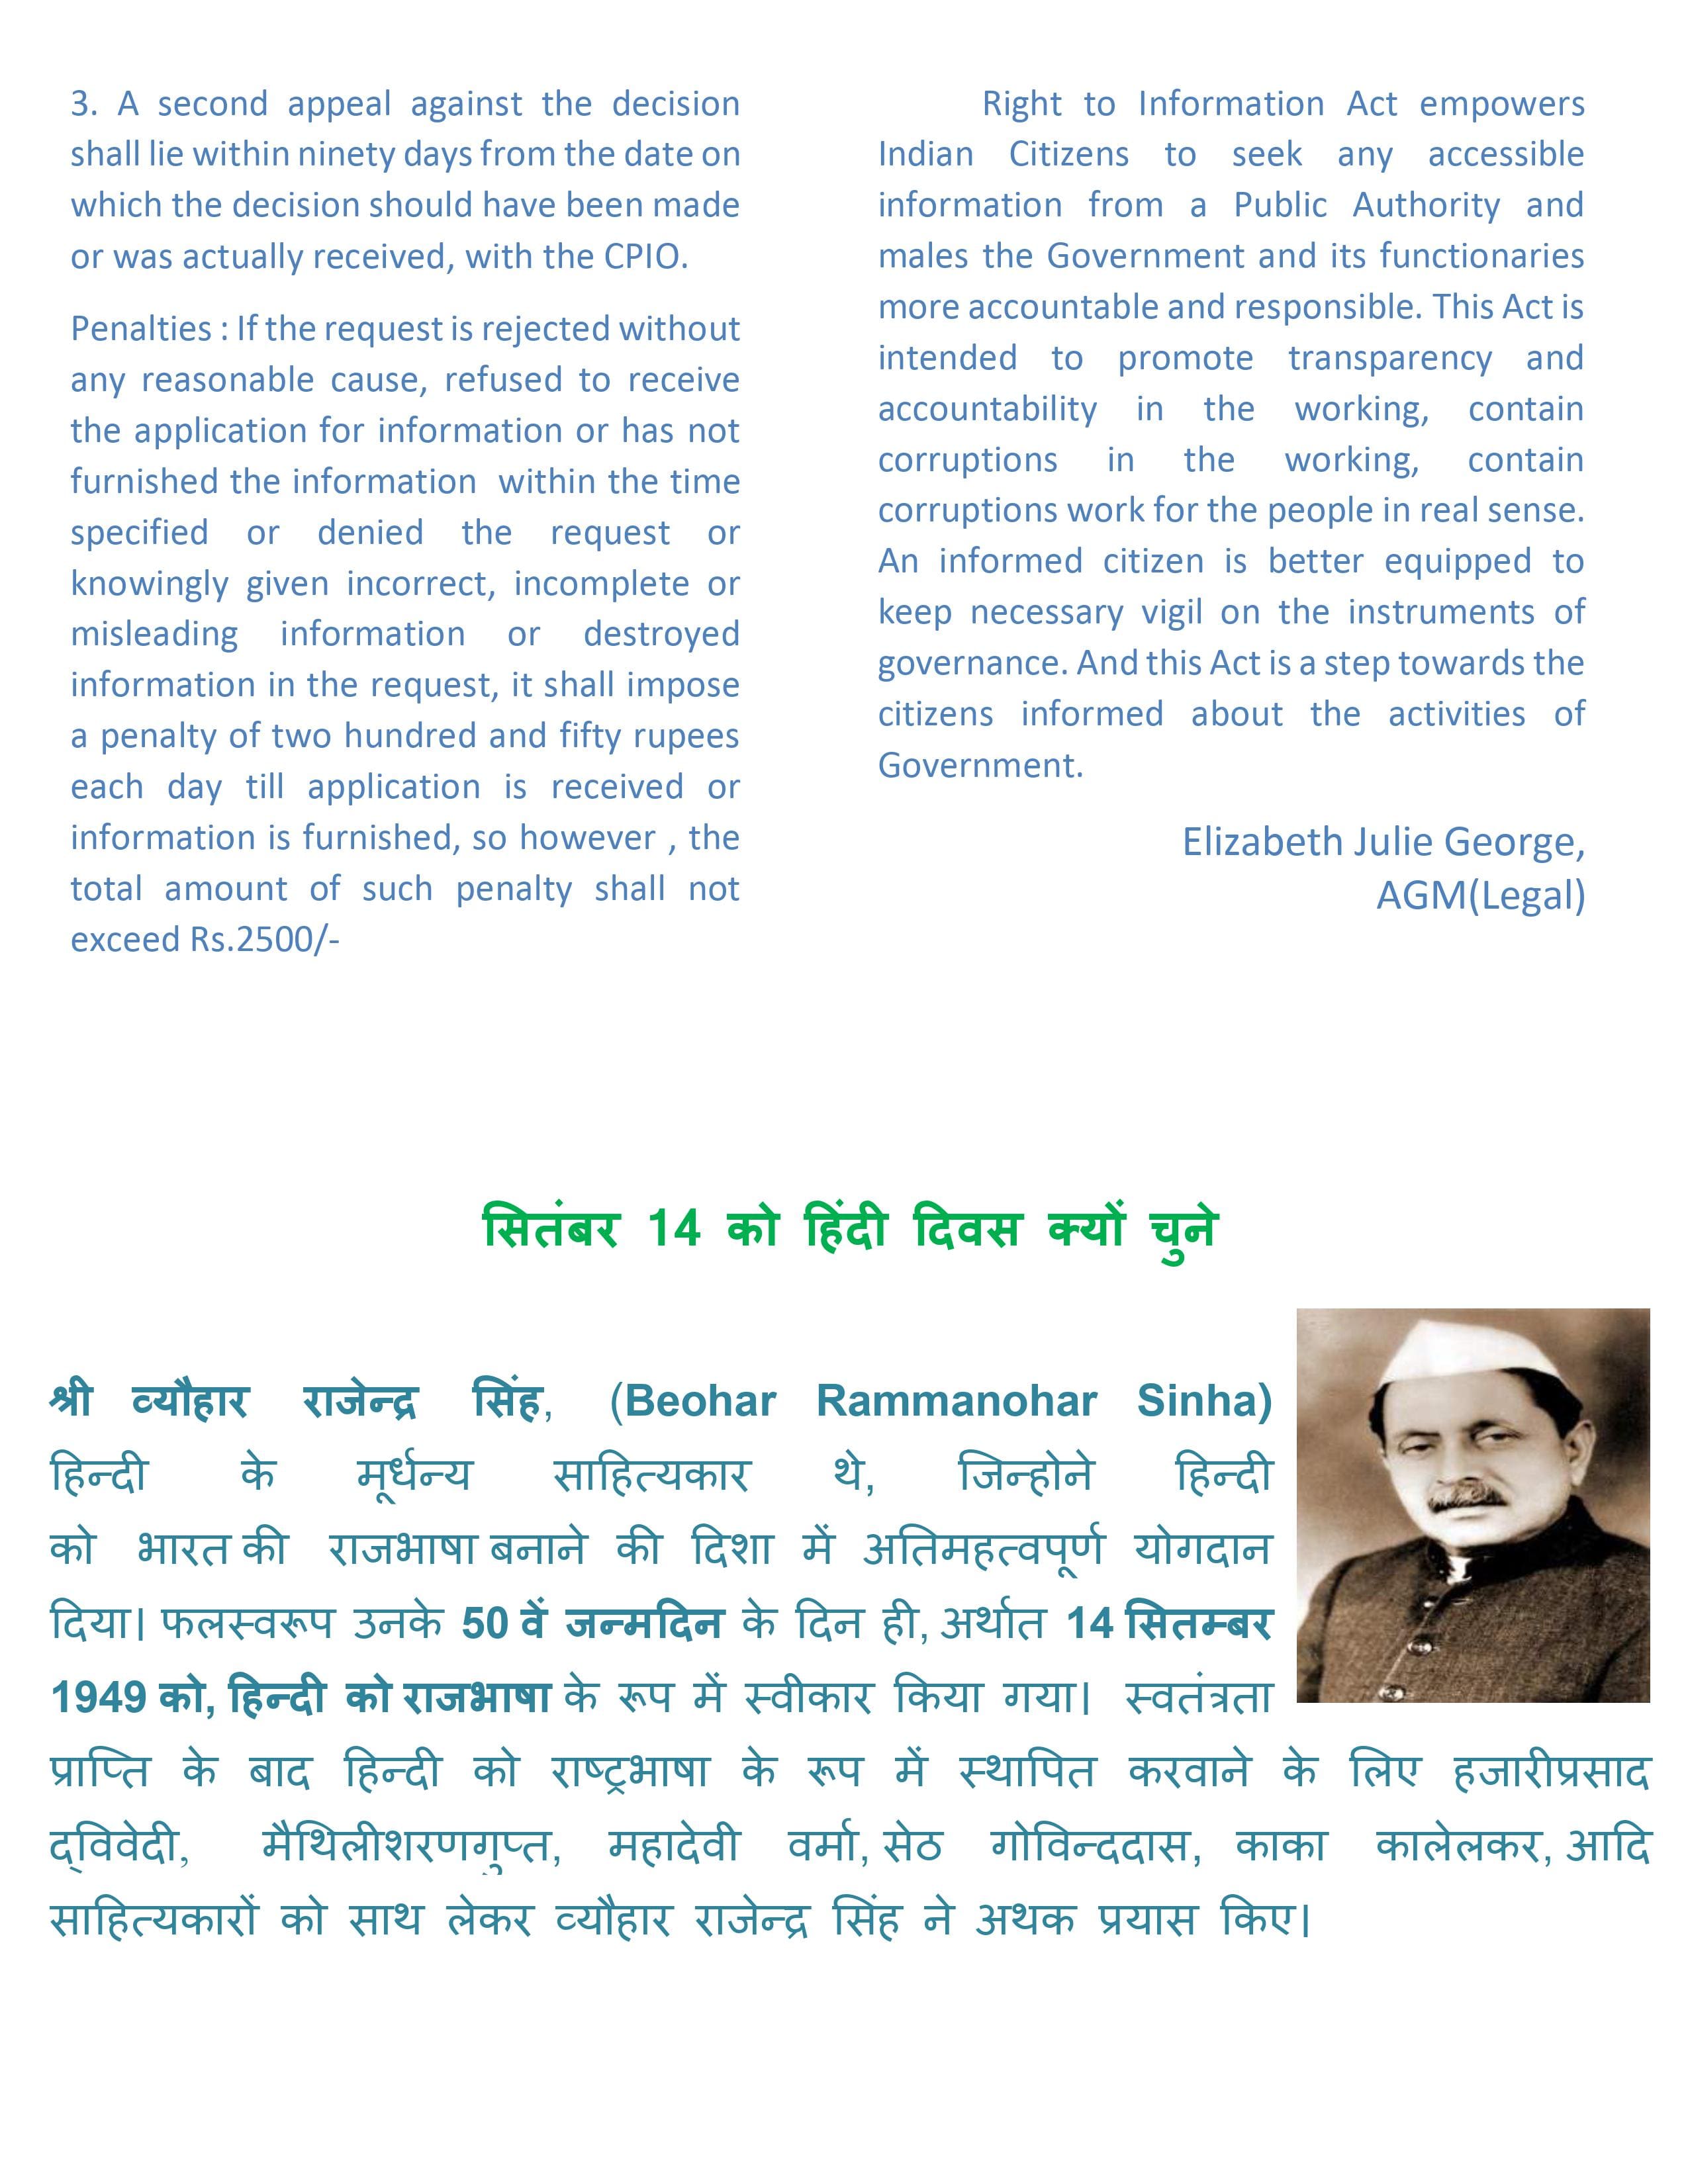 3. A second appeal against the decision
shall lie within ninety days from the date on
which the decision should have been made
or was actually received, with the CPIO.
Penalties : If the request is rejected without
any reasonable cause, refused to receive
the application for information or has not
furnished the information within the time
specified or denied the request or
knowingly given incorrect, incomplete or
misleading information or destroyed
information in the request, it shall impose
a penalty of two hundred and fifty rupees
each day till application is received or
information is furnished, so however , the
total amount of such penalty shall not
exceed Rs.2500/-
Right to Information Act empowers
Indian Citizens to seek any accessible
information from a Public Authority and
males the Government and its functionaries
more accountable and responsible. This Act is
intended to promote transparency and
accountability in the working, contain
corruptions in the working, contain
corruptions work for the people in real sense.
An informed citizen is better equipped to
keep necessary vigil on the instruments of
governance. And this Act is a step towards the
citizens informed about the activities of
Government.
Elizabeth Julie George,
AGM(Legal)
सितंबर 14 को हिंदी दिवस क्यों चुने
श्री व्यौहार राजेन्द्र सिंह, (Beohar Rammanohar Sinha)
हिन्दी के मूर्धन्य साहित्यकार थे, जिन्होने हिन्दी
को भारत की राजभाषा बनाने की दिशा में अतिमहत्वपूर्ण योगदान
दिया। फलस्वरूप उनके 50 वें जन्मदिन के दिन ही, अर्थात 14 सितम्बर
1949 को, हिन्दी को राजभाषा के रूप में स्वीकार किया गया। स्वतंत्रता
प्राप्ति के बाद हिन्दी को राष्ट्रभाषा के रूप में स्थापित करवाने के लिए हजारीप्रसाद
द्विवेदी, मैथिलीशरणगुप्त, महादेवी वर्मा, सेठ गोविन्ददास, काका कालेलकर, आदि
साहित्यकारों को साथ लेकर व्यौहार राजेन्द्र सिंह ने अथक प्रयास किए।